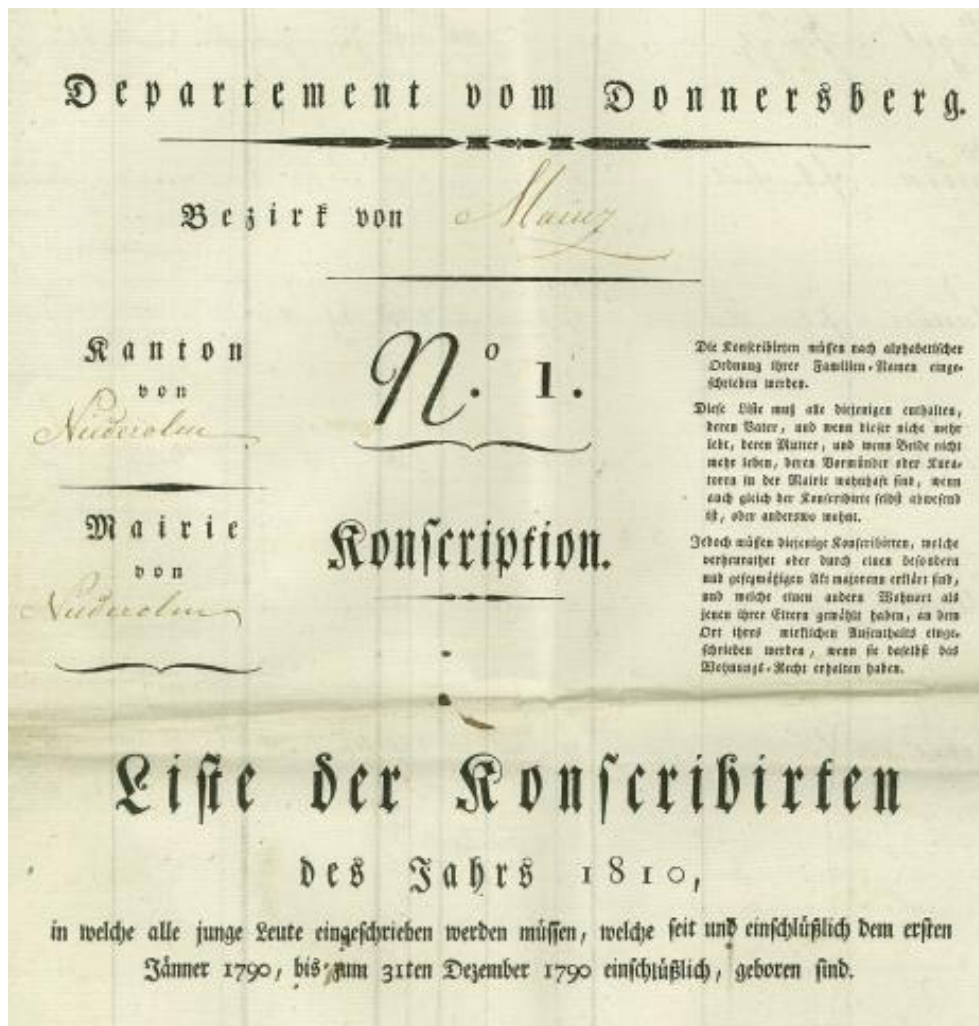 Departement vom Donnersberg.
Bezirk von Mainz
Kanton
von
Niederolm
Mairie
von
Niederolm
N.º 1.
Konscription.
Die Konscribirten müssen nach alphabetischer
Ordnung ihrer Familien-Namen einge-
schrieben werden.
Diese Liste muß alle diejenigen enthalten,
deren Vater, und wenn dieser nicht mehr
lebt, deren Mutter, und wenn Beide nicht
mehr leben, deren Vormünder oder Kura-
toren in der Mairie wohnhaft sind, wenn
auch gleich der Konscribirte selbst abwesend
ist, oder anderswo wohnt.
Jedoch müssen diejenige Konscribirten, welche
verheurathet oder durch einen besondern
und gesezmäßigen Akt majorenn erklärt sind,
und welche einen andern Wohnort als
jenen ihrer Eltern gewählt haben, an dem
Ort ihres wirklichen Aufenthalts einge-
schrieben werden, wenn sie daselbst das
Wohnungs-Recht erhalten haben.
Liste der Konscribirten
des Jahrs 1810,
in welche alle junge Leute eingeschrieben werden müssen, welche seit und einschlüßlich dem ersten
Jänner 1790, bis zum 31ten Dezember 1790 einschlüßlich, geboren sind.